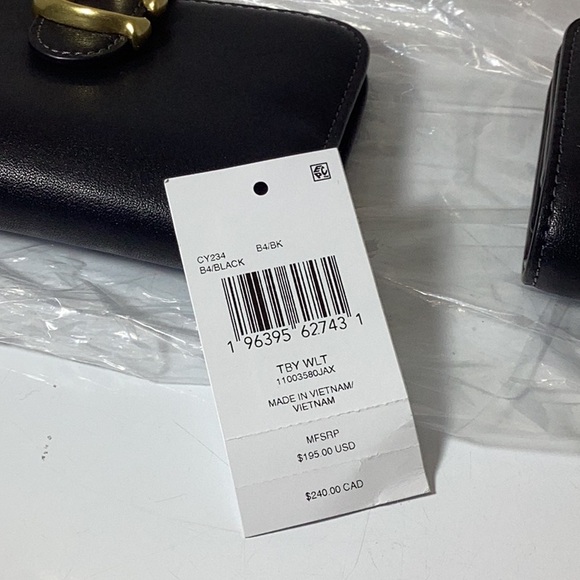 CY234 B4/BK
B4/BLACK
1 96395 62743 1
TBY WLT
11003580JAX
MADE IN VIETNAM/
VIETNAM
MFSRP
$195.00 USD
$240.00 CAD